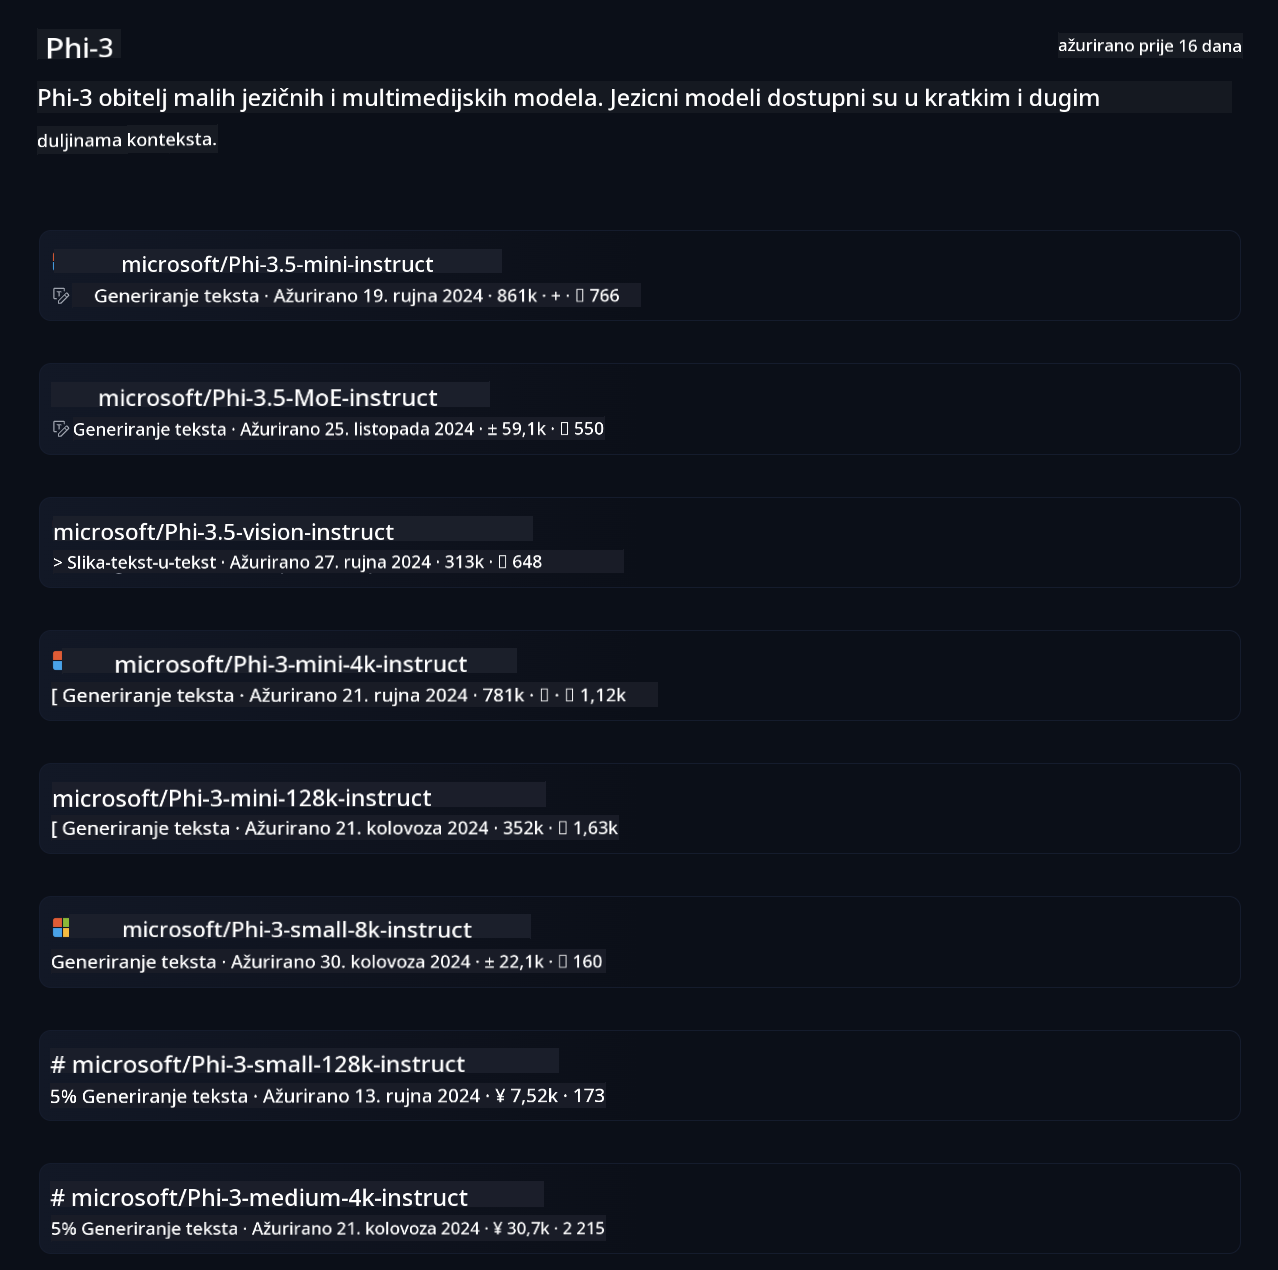 Phi-3
ažurirano prije 16 dana
Phi-3 obitelj malih jezičnih i multimedijskih modela. Jezicni modeli dostupni su u kratkim i dugim
duljinama konteksta.
microsoft/Phi-3.5-mini-instruct
Generiranje teksta · Ažurirano 19. rujna 2024 · 861k · + · ▯ 766
microsoft/Phi-3.5-MoE-instruct
Generiranje teksta · Ažurirano 25. listopada 2024 · ± 59,1k · ▯ 550
microsoft/Phi-3.5-vision-instruct
> Slika-tekst-u-tekst · Ažurirano 27. rujna 2024 · 313k · ▯ 648
microsoft/Phi-3-mini-4k-instruct
[ Generiranje teksta · Ažurirano 21. rujna 2024 · 781k · ▯ · ▯ 1,12k
microsoft/Phi-3-mini-128k-instruct
[ Generiranje teksta · Ažurirano 21. kolovoza 2024 · 352k · ▯ 1,63k
microsoft/Phi-3-small-8k-instruct
Generiranje teksta · Ažurirano 30. kolovoza 2024 · ± 22,1k · ▯ 160
# microsoft/Phi-3-small-128k-instruct
5% Generiranje teksta · Ažurirano 13. rujna 2024 · ¥ 7,52k · 173
# microsoft/Phi-3-medium-4k-instruct
5% Generiranje teksta · Ažurirano 21. kolovoza 2024 · ¥ 30,7k · 2 215